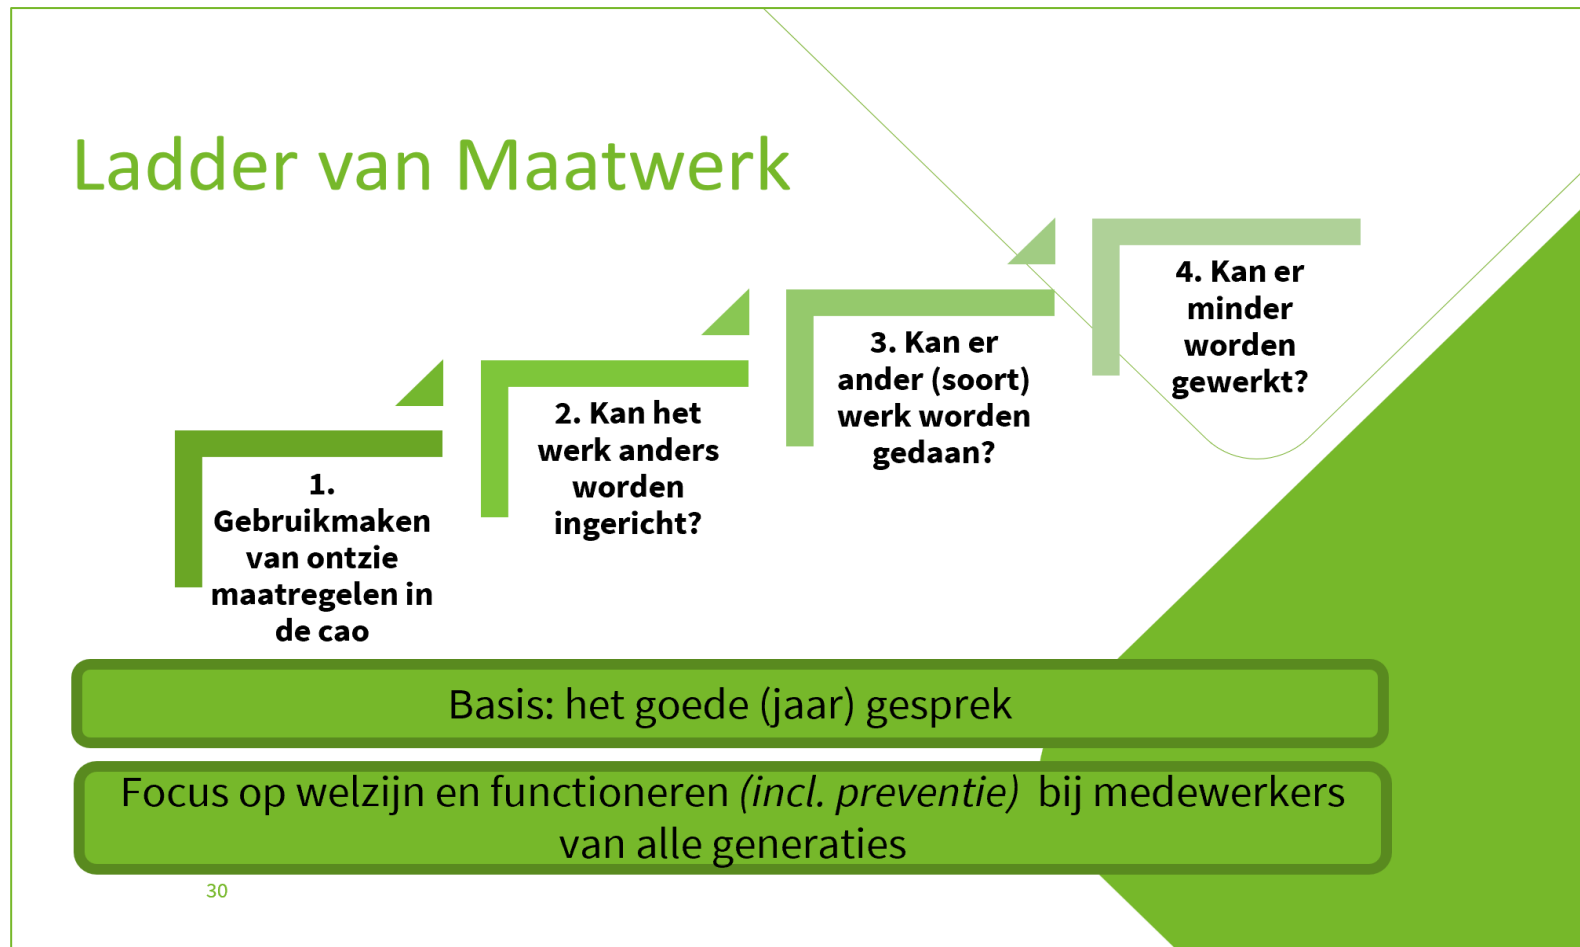 Ladder van Maatwerk
1.
Gebruikmaken
van ontzie
maatregelen in
de cao
2. Kan het
werk anders
worden
ingericht?
3. Kan er
ander (soort)
werk worden
gedaan?
4. Kan er
minder
worden
gewerkt?
Basis: het goede (jaar) gesprek
Focus op welzijn en functioneren (incl. preventie) bij medewerkers
van alle generaties
30